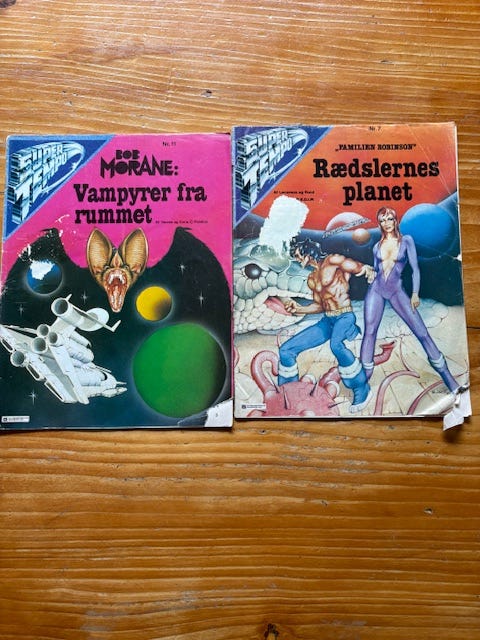 SUPER
TEMPO
Nr. 11
BOB
MORANE:
Vampyrer fra
rummet
SUPER
TEMPO
Nr. 7
„FAMILIEN ROBINSON"
Rædslernes
planet